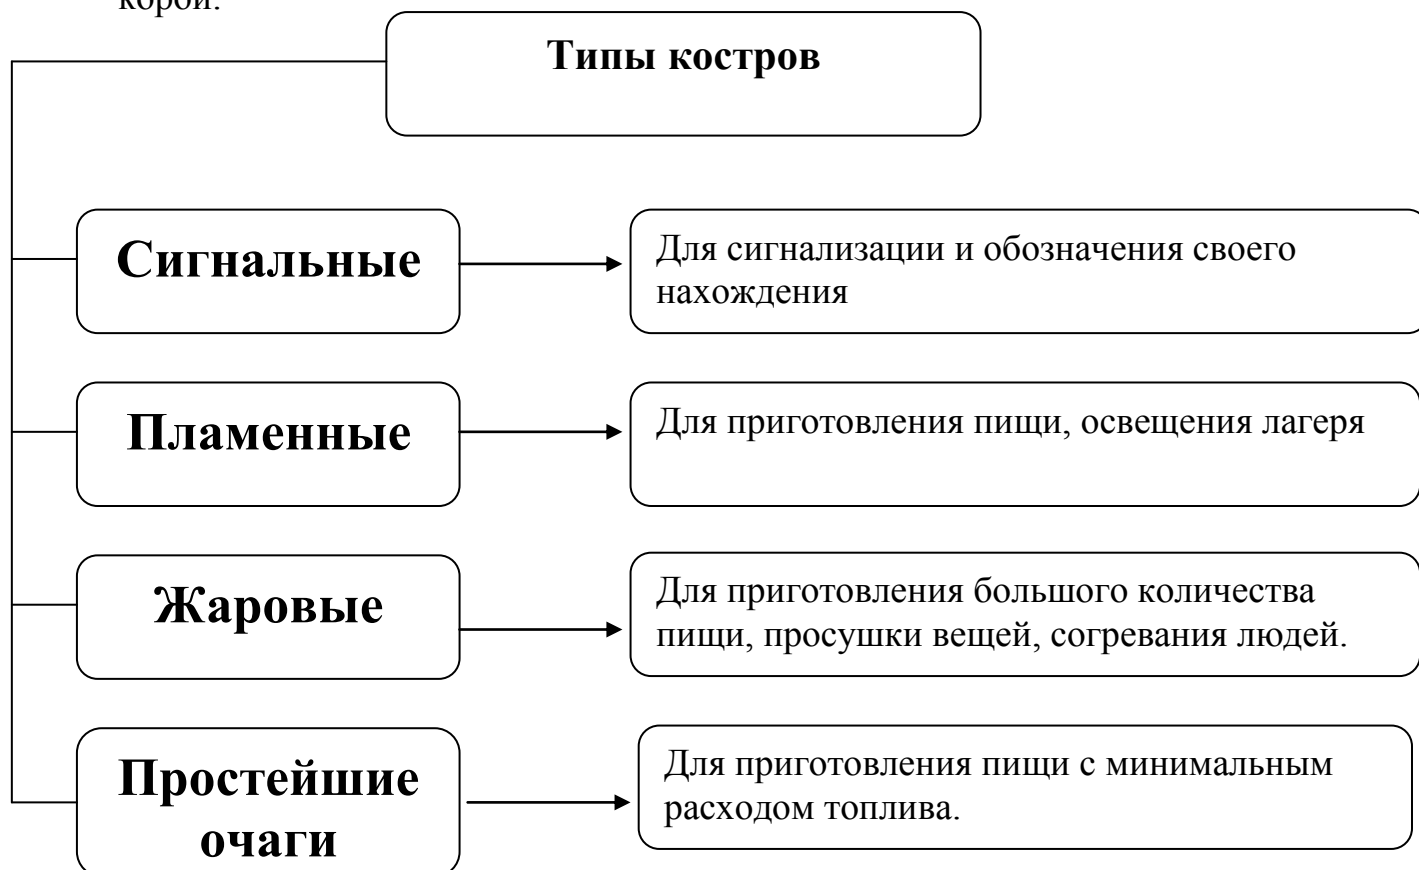 корой.
Типы костров
Сигнальные
Для сигнализации и обозначения своего
нахождения
Пламенные
Для приготовления пищи, освещения лагеря
Жаровые
Для приготовления большого количества
пищи, просушки вещей, согревания людей.
Простейшие
очаги
Для приготовления пищи с минимальным
расходом топлива.